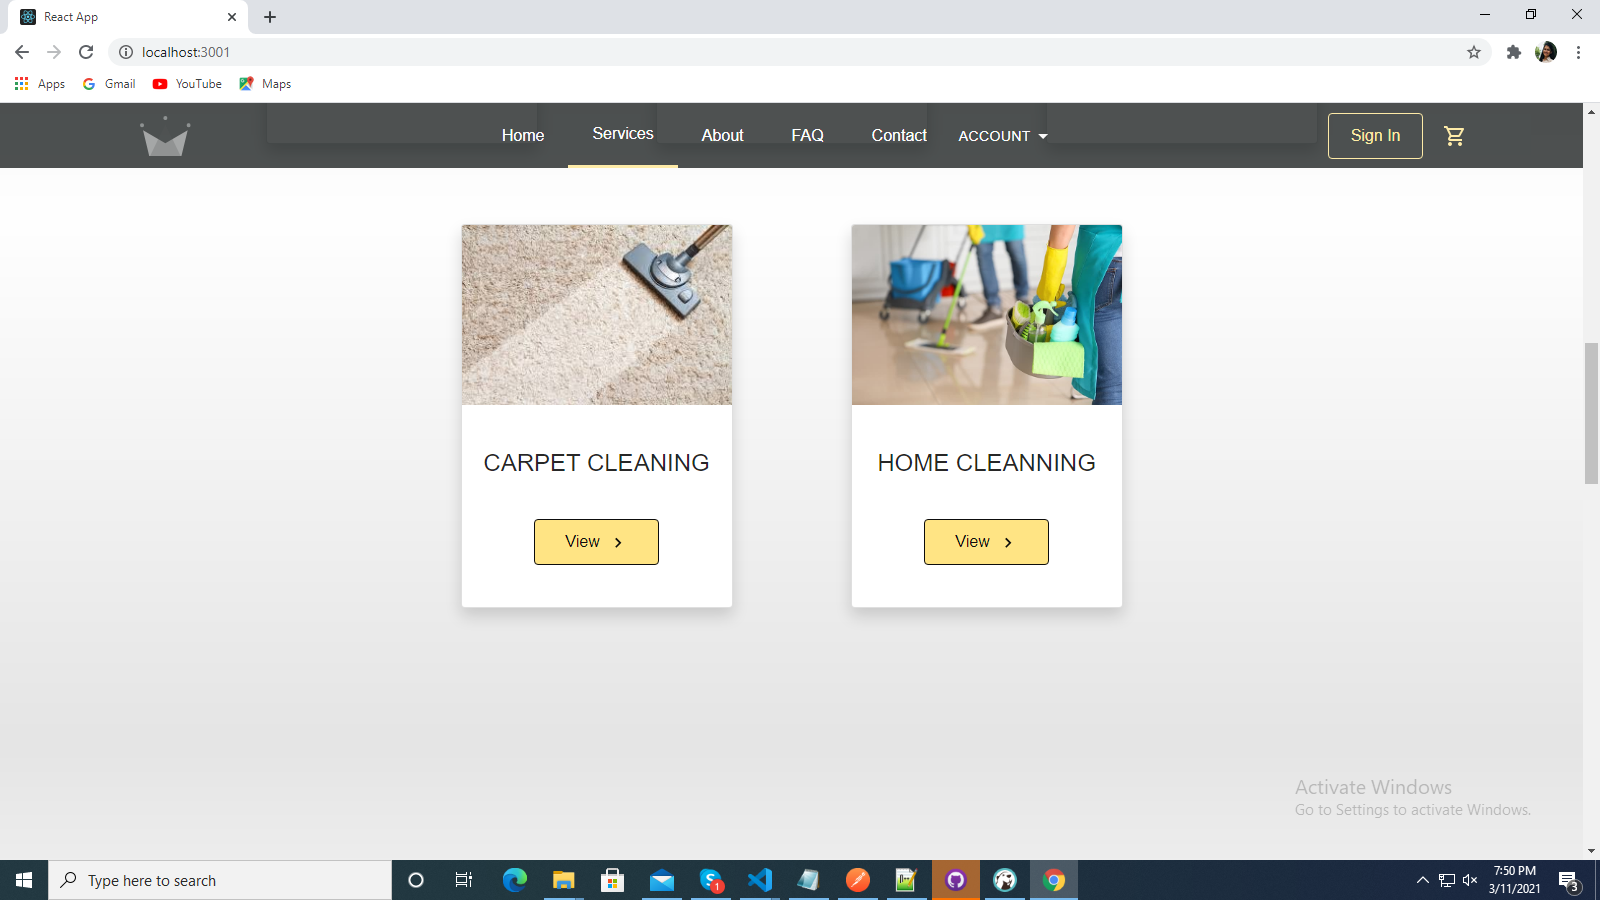 React App
localhost:3001
Apps Gmail YouTube Maps
Home Services About FAQ Contact ACCOUNT Sign In
CARPET CLEANING HOME CLEANNING
View View
Activate Windows
Go to Settings to activate Windows.
Type here to search
1
7:50 PM
3/11/2021
3